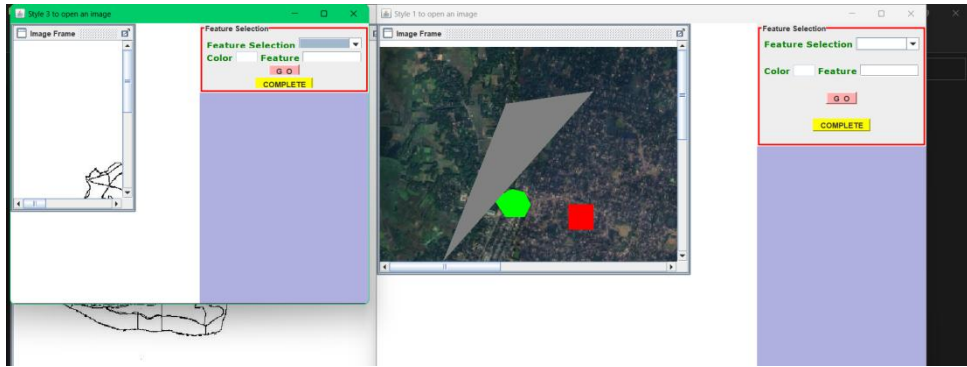 Style 3 to open an image
Image Frame
Feature Selection
Feature Selection
Color Feature
G O
COMPLETE
Style 1 to open an image
Image Frame
Feature Selection
Feature Selection
Color Feature
G O
COMPLETE